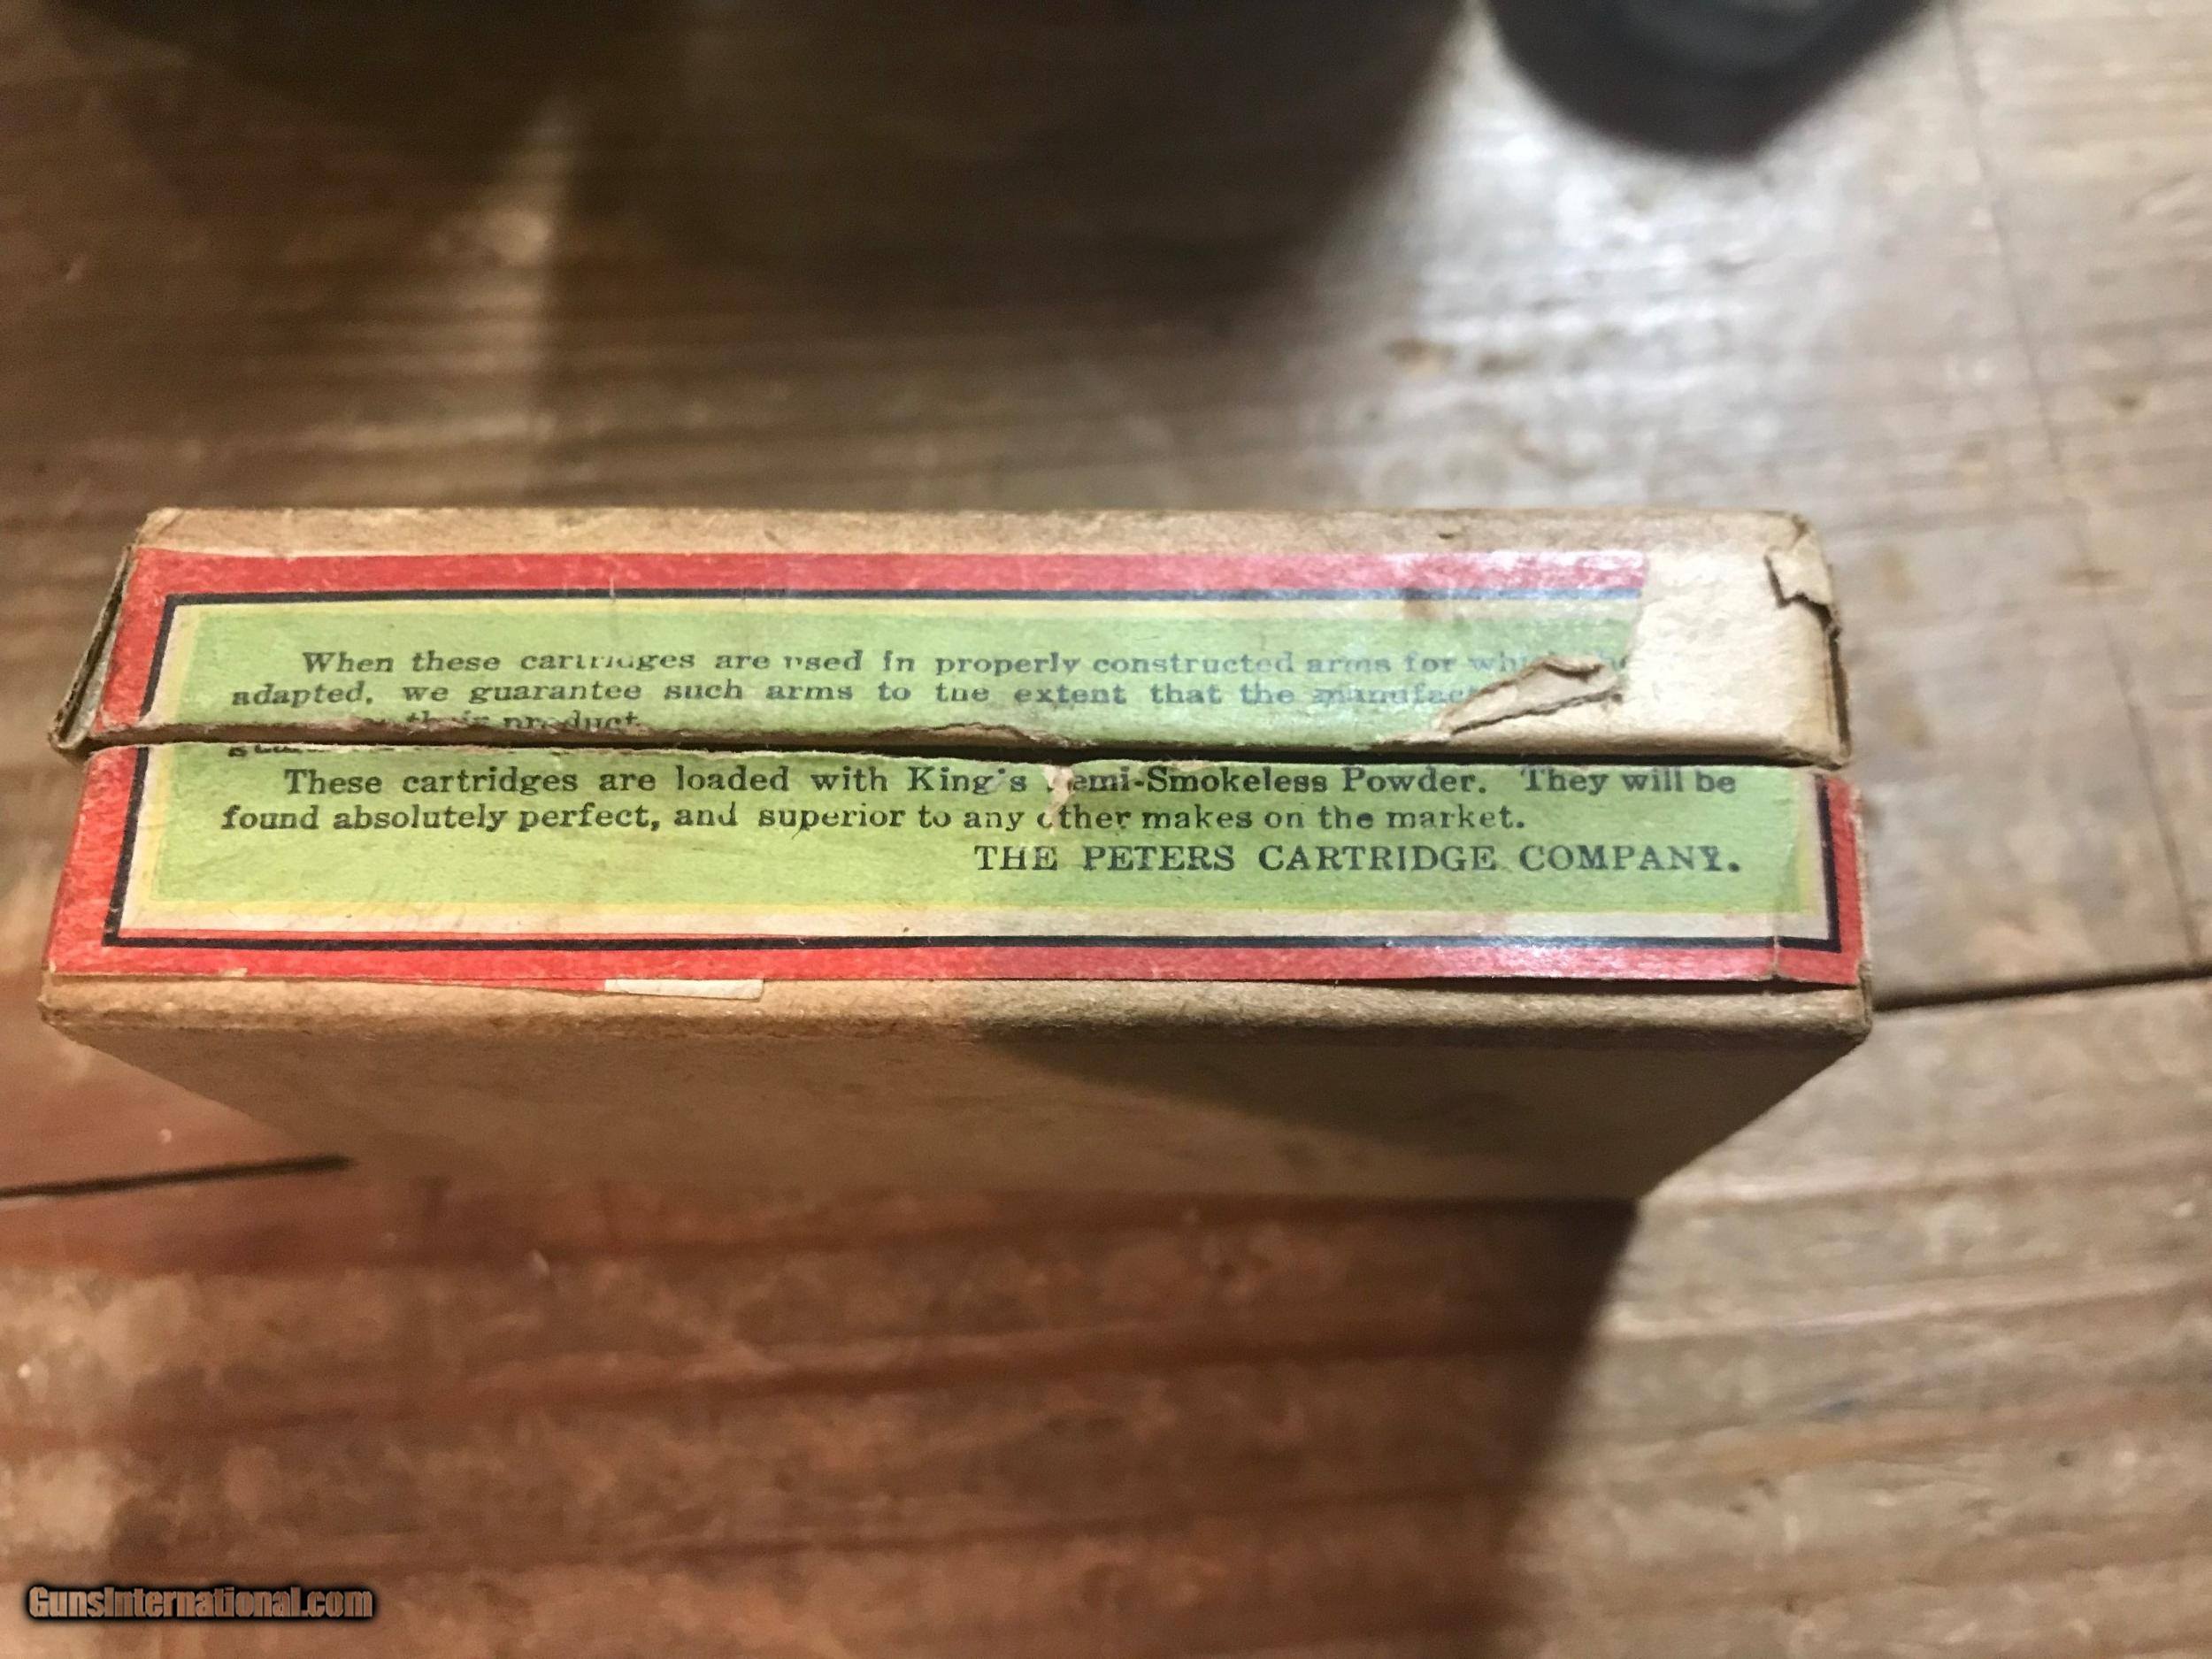 When these cartridges are used in properly constructed arms for
adapted, we guarantee such arms to the extent that the
their product.
These cartridges are loaded with King's Semi-Smokeless Powder. They will be
found absolutely perfect, and superior to any other makes on the market.
THE PETERS CARTRIDGE COMPANY.
GunsInternational.com